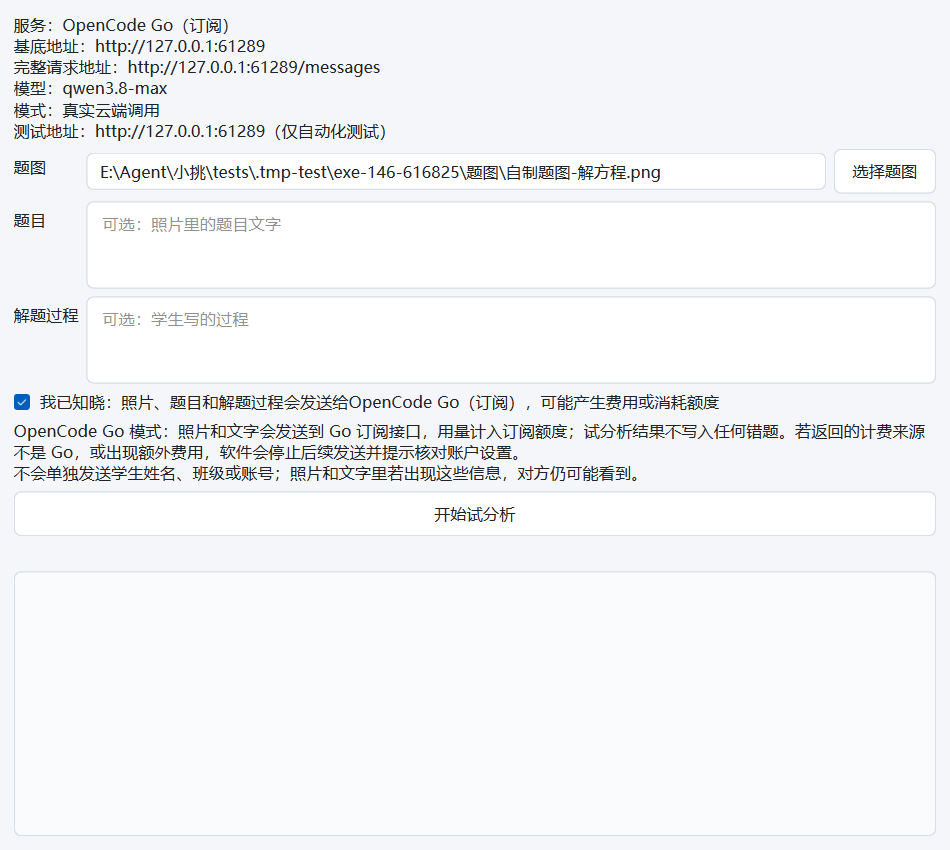 服务：OpenCode Go（订阅）
基底地址：http://127.0.0.1:61289
完整请求地址：http://127.0.0.1:61289/messages
模型：qwen3.8-max
模式：真实云端调用
测试地址：http://127.0.0.1:61289（仅自动化测试）
题图 E:\Agent\小挑\tests\.tmp-test\exe-146-616825\题图\自制题图-解方程.png 选择题图
题目 可选：照片里的题目文字
解题过程 可选：学生写的过程
我已知晓：照片、题目和解题过程会发送给OpenCode Go（订阅），可能产生费用或消耗额度
OpenCode Go 模式：照片和文字会发送到 Go 订阅接口，用量计入订阅额度；试分析结果不写入任何错题。若返回的计费来源
不是 Go，或出现额外费用，软件会停止后续发送并提示核对账户设置。
不会单独发送学生姓名、班级或账号；照片和文字里若出现这些信息，对方仍可能看到。
开始试分析